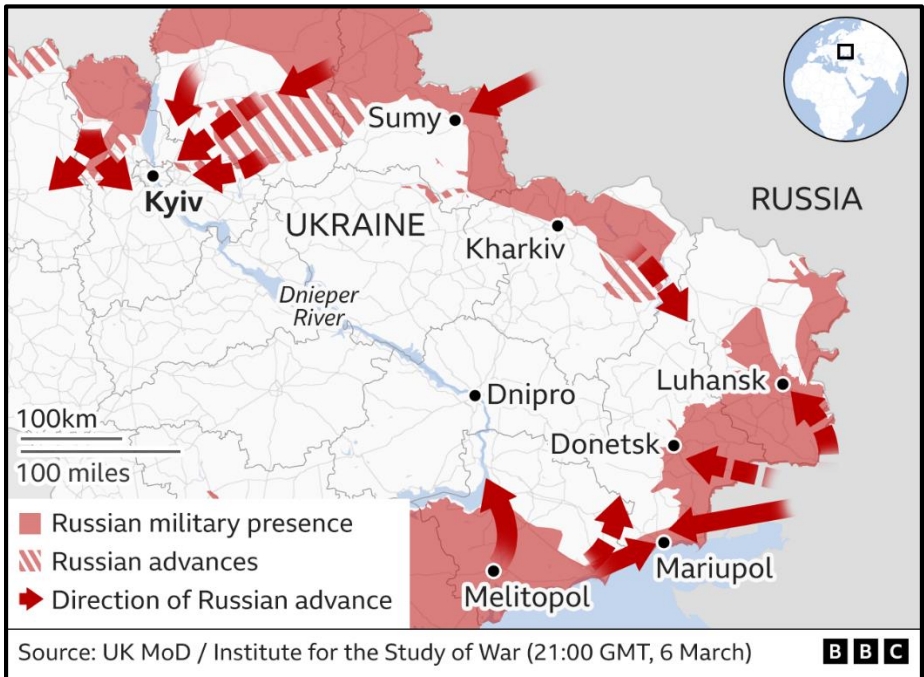 Sumy
RUSSIA
Kyiv
UKRAINE
Kharkiv
Dnieper
River
Luhansk
Dnipro
100km
Donetsk
100 miles
Russian military presence
Russian advances
Mariupol
Melitopol
Direction of Russian advance
Source: UK MoD / Institute for the Study of War (21:00 GMT, 6 March)
BBC